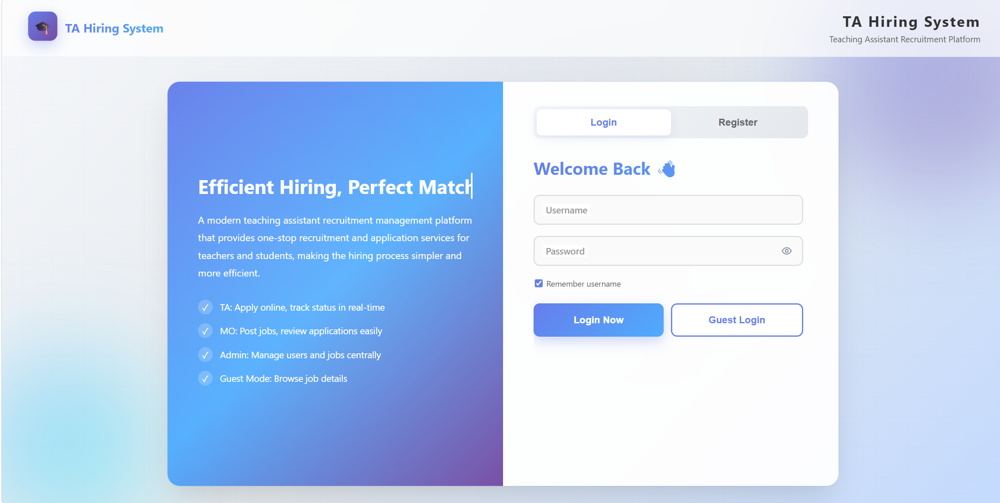 TA Hiring System
TA Hiring System
Teaching Assistant Recruitment Platform
Efficient Hiring, Perfect Match
A modern teaching assistant recruitment management platform
that provides one-stop recruitment and application services for
teachers and students, making the hiring process simpler and
more efficient.
✓ TA: Apply online, track status in real-time
✓ MO: Post jobs, review applications easily
✓ Admin: Manage users and jobs centrally
✓ Guest Mode: Browse job details
Login
Register
Welcome Back 👋
Username
Password
Remember username
Login Now
Guest Login